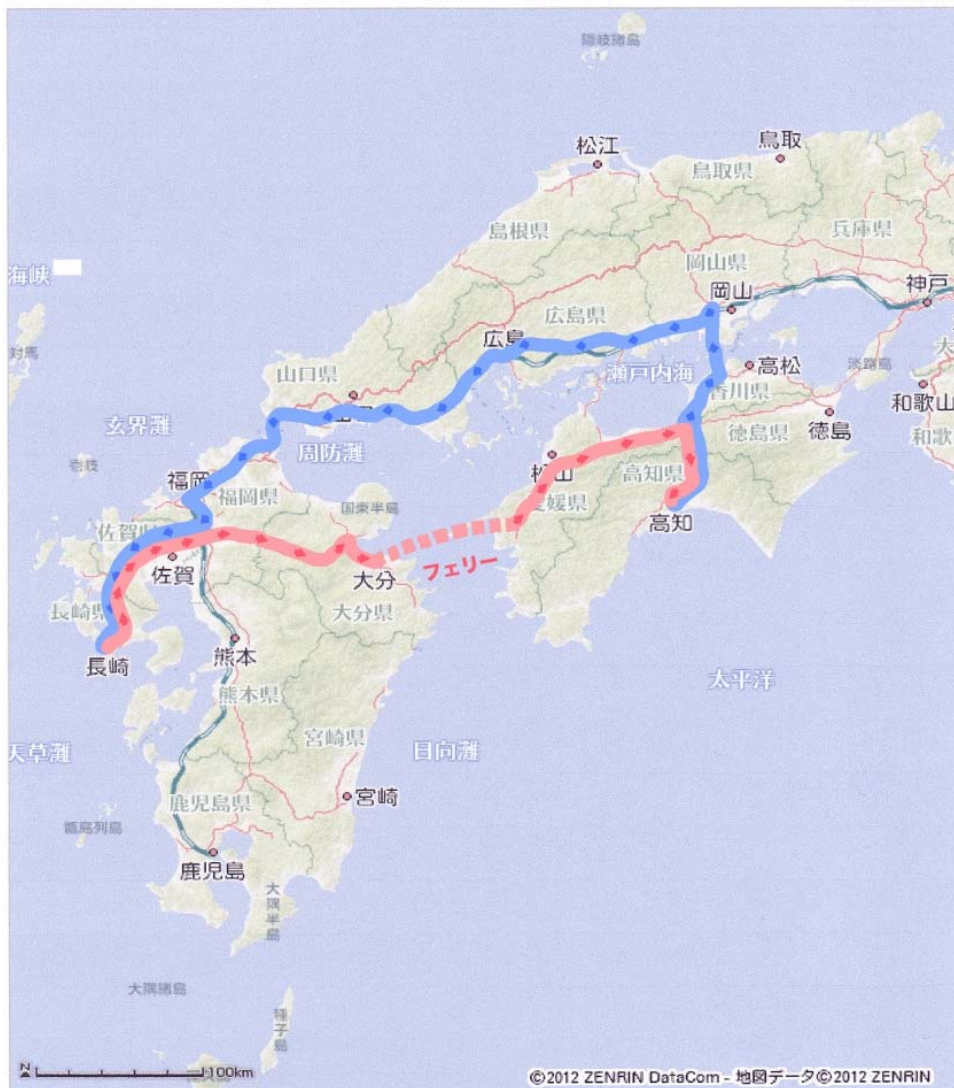 隠岐諸島
松江
鳥取
鳥取県
島根県
兵庫県
岡山県
海峡
岡山
神戸
広島県
広島
対馬
山口県
瀬戸内海
高松
淡路島
香川県
和歌山
玄界灘
徳島県
徳島
周防灘
松山
高知県
壱岐
福岡
福岡県
国東半島
愛媛県
高知
佐賀県
佐賀
大分
フェリー
長崎県
大分県
長崎
熊本
熊本県
太平洋
宮崎県
日向灘
天草灘
宮崎
鹿児島県
甑島列島
鹿児島
大隅半島
大隅諸島
種子島
N
100km
©2012 ZENRIN DataCom - 地図データ©2012 ZENRIN